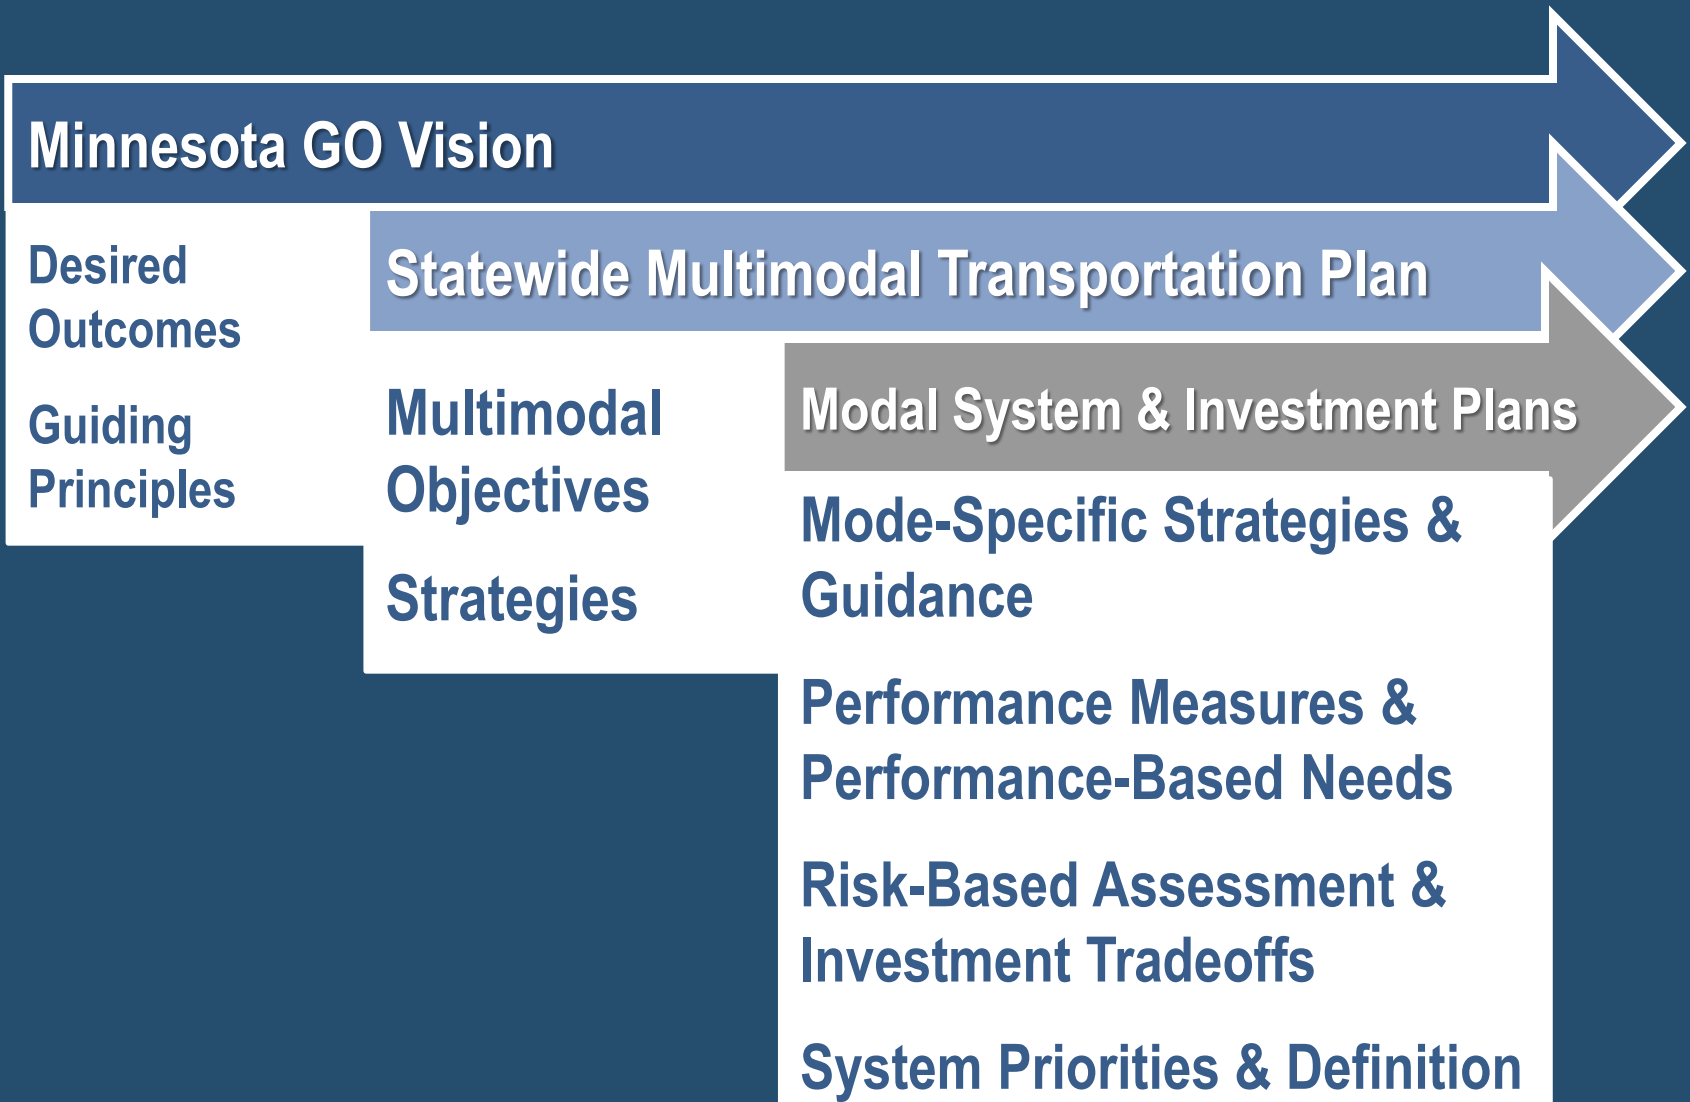 Minnesota GO Vision
Desired
Outcomes
Guiding
Principles
Statewide Multimodal Transportation Plan
Multimodal
Objectives
Strategies
Modal System & Investment Plans
Mode-Specific Strategies &
Guidance
Performance Measures &
Performance-Based Needs
Risk-Based Assessment &
Investment Tradeoffs
System Priorities & Definition